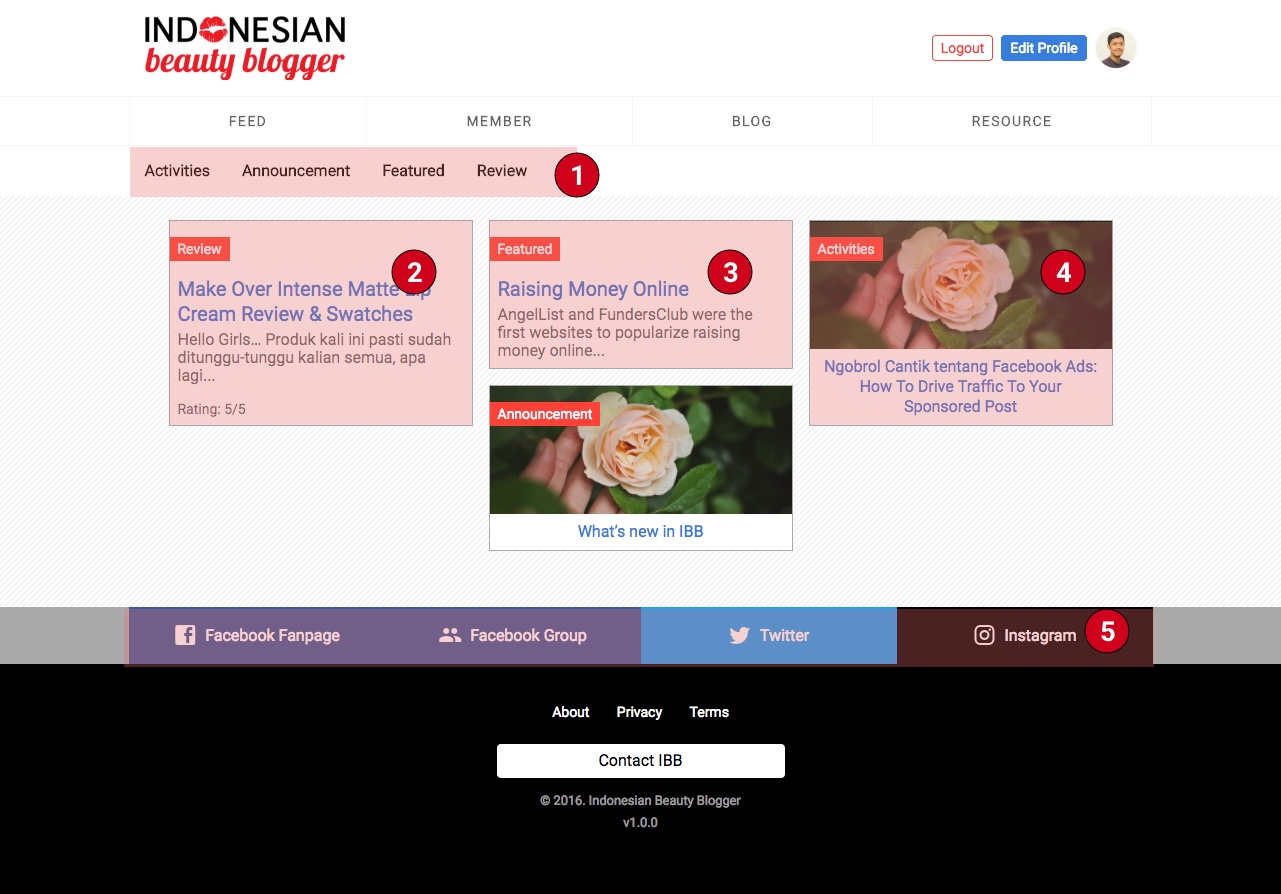 INDONESIAN
beauty blogger
Logout
Edit Profile
FEED
MEMBER
BLOG
RESOURCE
Activities
Announcement
Featured
Review
1
Review
2
Make Over Intense Matte Lip
Cream Review & Swatches
Hello Girls... Produk kali ini pasti sudah
ditunggu-tunggu kalian semua, apa
lagi...
Rating: 5/5
Featured
3
Raising Money Online
AngelList and FundersClub were the
first websites to popularize raising
money online...
Activities
4
Ngobrol Cantik tentang Facebook Ads:
How To Drive Traffic To Your
Sponsored Post
Announcement
What's new in IBB
Facebook Fanpage
Facebook Group
Twitter
Instagram
5
About
Privacy
Terms
Contact IBB
© 2016. Indonesian Beauty Blogger
v1.0.0